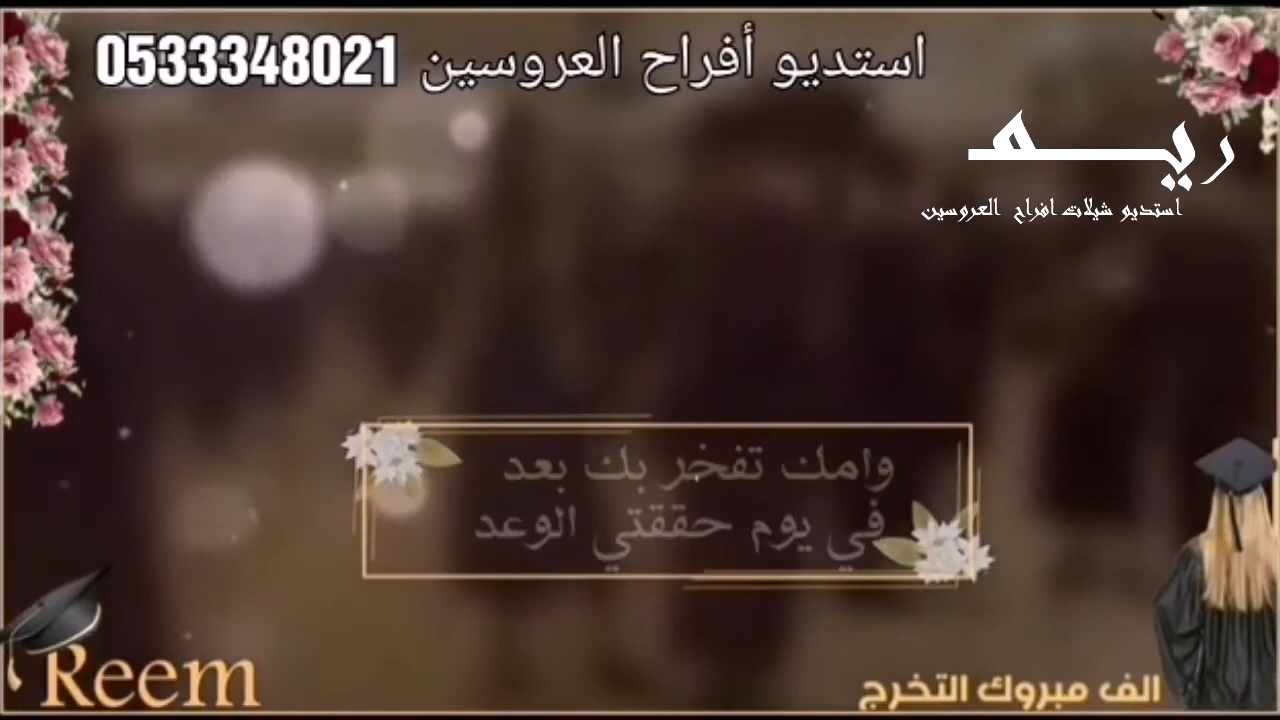 استديو أفراح العروسين 0533348021
ريم
استديو شيلات افراح العروسين
وامك تفخر بك بعد
في يوم حققتي الوعد
Reem
الف مبروك التخرج